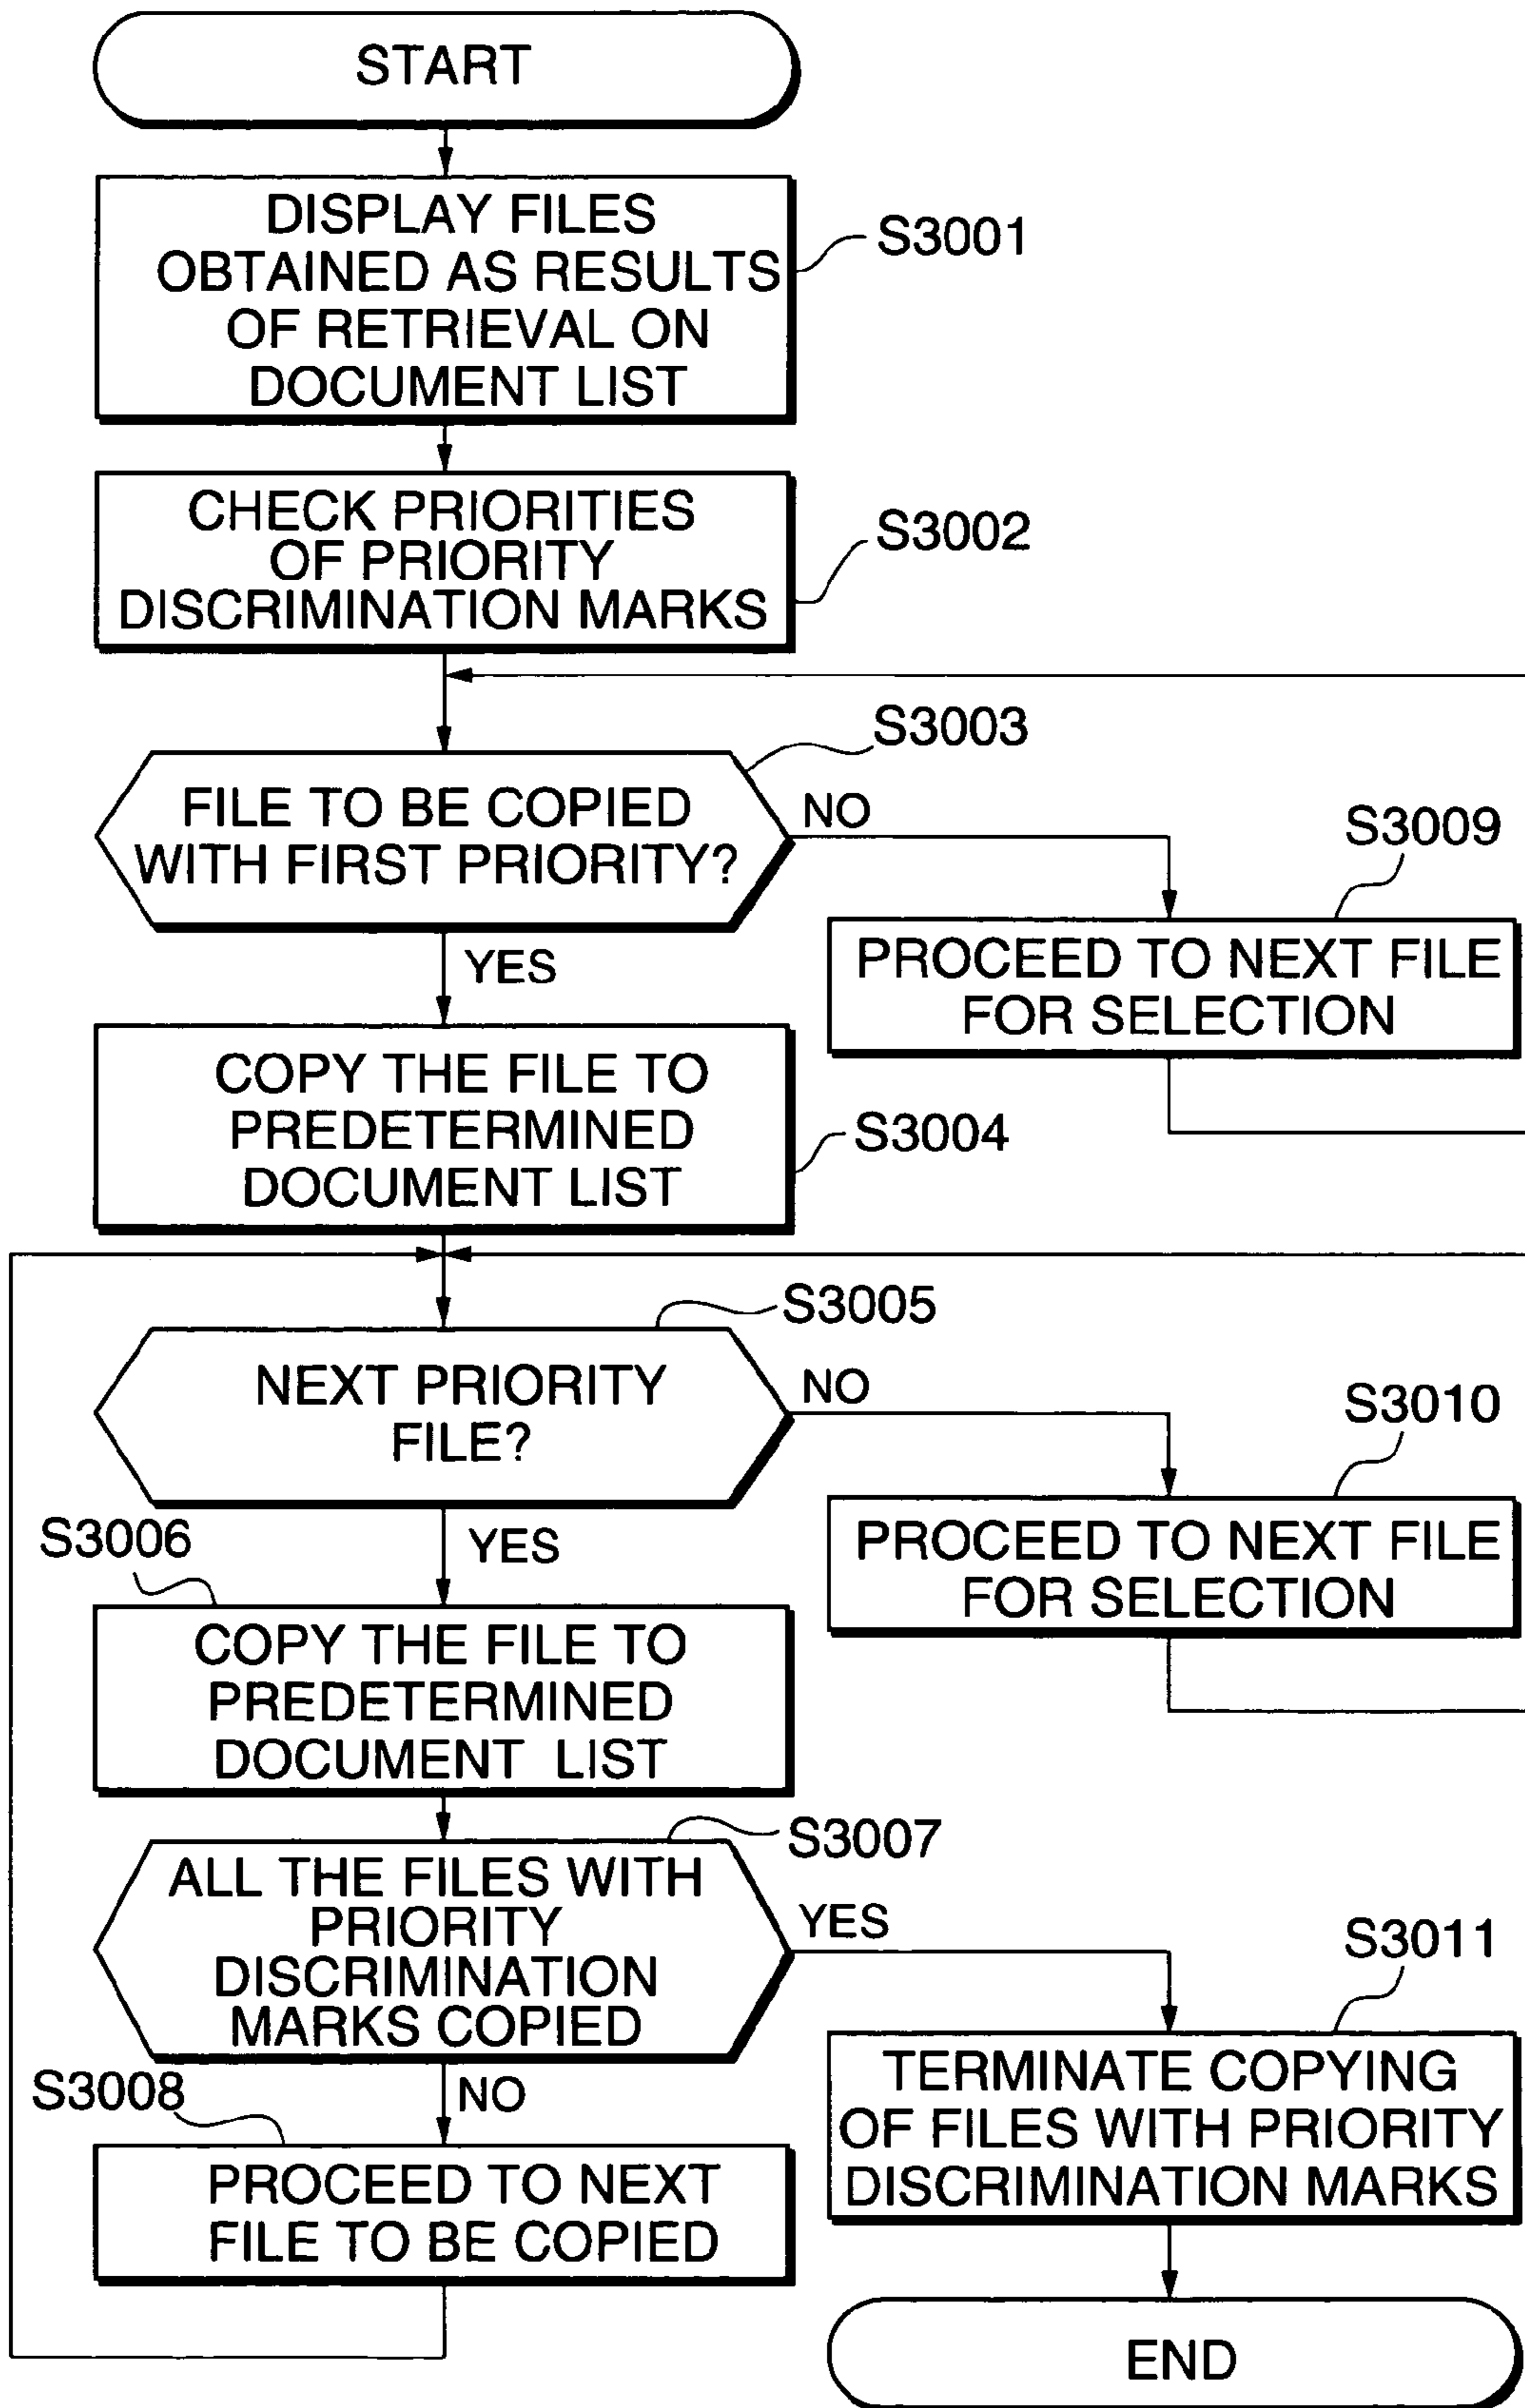 START
DISPLAY FILES
OBTAINED AS RESULTS
OF RETRIEVAL ON
DOCUMENT LIST
S3001
CHECK PRIORITIES
OF PRIORITY
DISCRIMINATION MARKS
S3002
S3003
FILE TO BE COPIED
WITH FIRST PRIORITY?
NO
S3009
PROCEED TO NEXT FILE
FOR SELECTION
YES
COPY THE FILE TO
PREDETERMINED
DOCUMENT LIST
S3004
S3005
NEXT PRIORITY
FILE?
NO
S3010
PROCEED TO NEXT FILE
FOR SELECTION
YES
S3006
COPY THE FILE TO
PREDETERMINED
DOCUMENT LIST
S3007
ALL THE FILES WITH
PRIORITY
DISCRIMINATION
MARKS COPIED
YES
S3011
TERMINATE COPYING
OF FILES WITH PRIORITY
DISCRIMINATION MARKS
NO
S3008
PROCEED TO NEXT
FILE TO BE COPIED
END